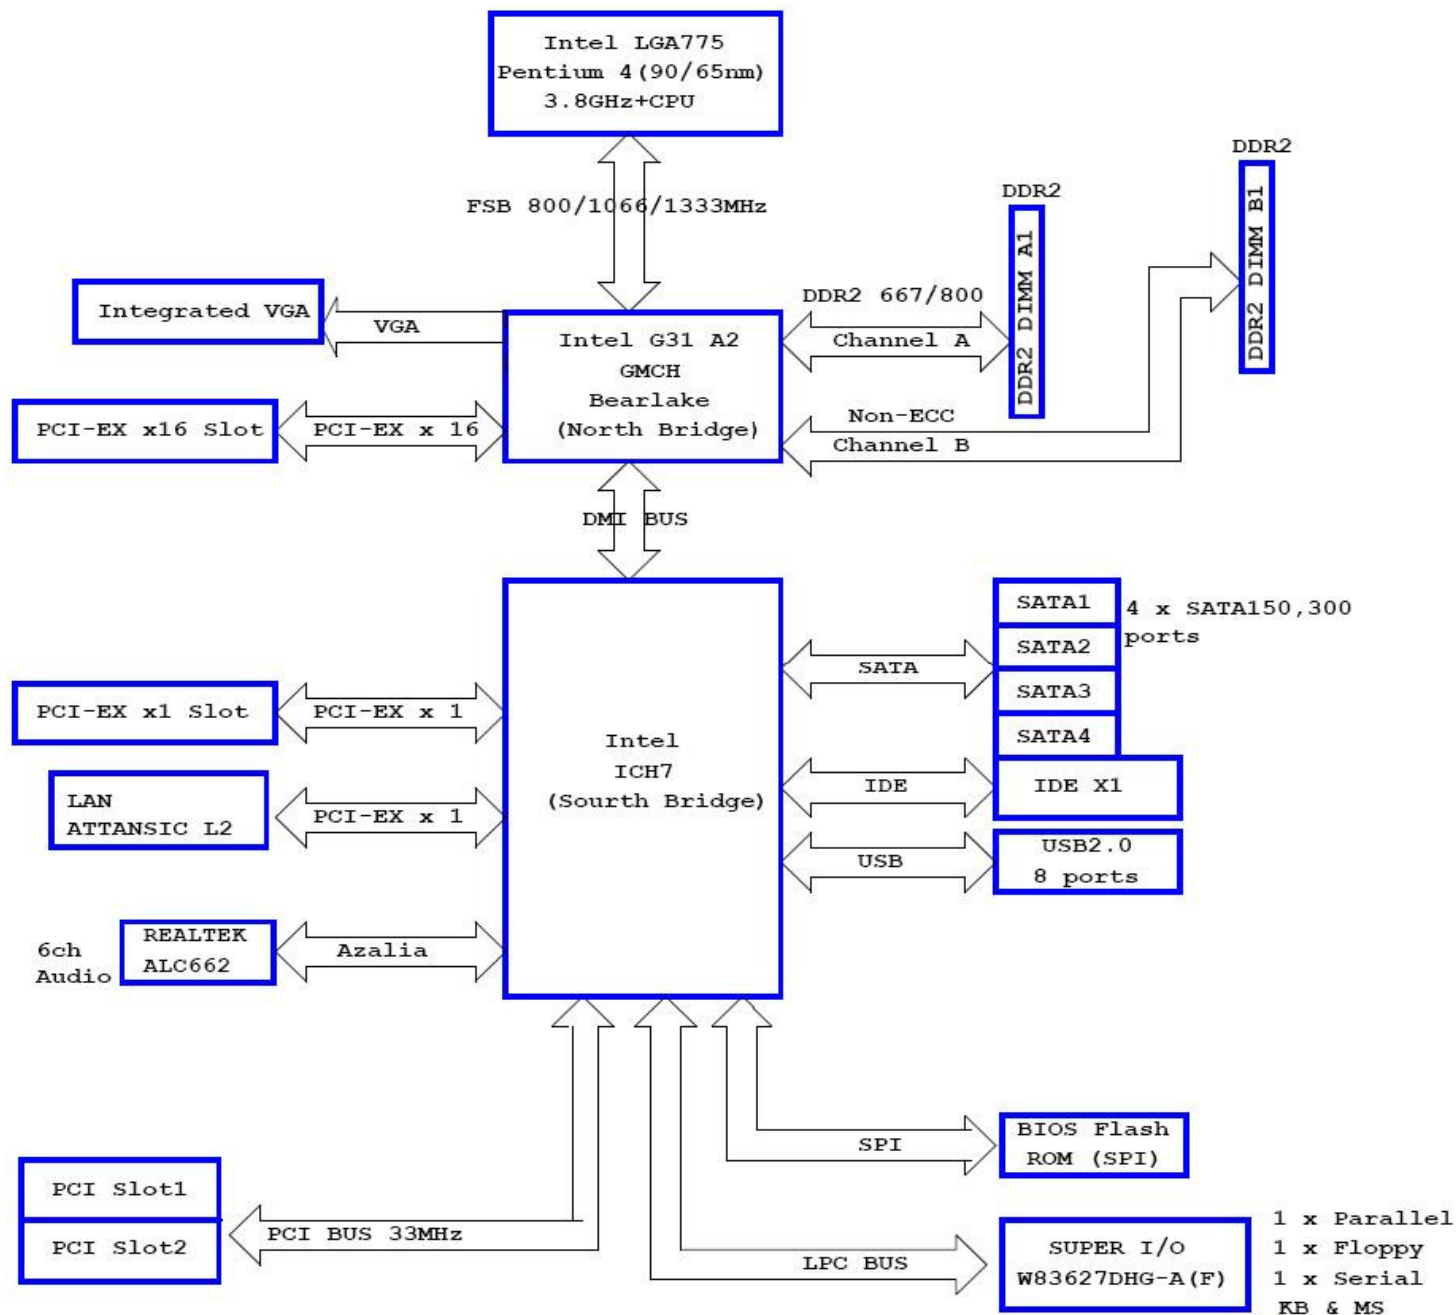 Intel LGA775
Pentium 4(90/65nm)
3.8GHz+CPU
FSB 800/1066/1333MHz
DDR2
DDR2 DIMM A1
DDR2
DDR2 DIMM B1
Integrated VGA
VGA
Intel G31 A2
GMCH
Bearlake
(North Bridge)
DDR2 667/800
Channel A
Non-ECC
Channel B
PCI-EX x16 Slot
PCI-EX x 16
DMI BUS
Intel
ICH7
(Sourth Bridge)
SATA
SATA1
SATA2
SATA3
SATA4
4 x SATA150,300
ports
PCI-EX x1 Slot
PCI-EX x 1
LAN
ATTANSIC L2
PCI-EX x 1
IDE
IDE X1
USB
USB2.0
8 ports
6ch
Audio
REALTEK
ALC662
Azalia
SPI
BIOS Flash
ROM (SPI)
PCI Slot1
PCI Slot2
PCI BUS 33MHz
LPC BUS
SUPER I/O
W83627DHG-A(F)
1 x Parallel
1 x Floppy
1 x Serial
KB & MS